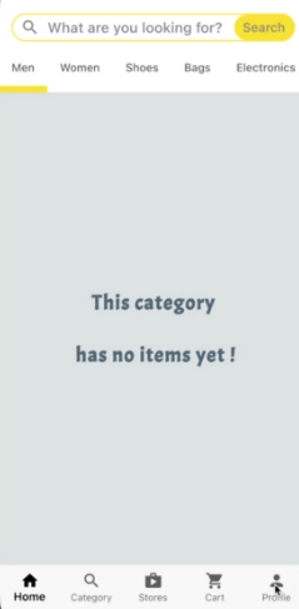 What are you looking for? Search
Men Women Shoes Bags Electronics
This category
has no items yet !
Home Category Stores Cart Profile